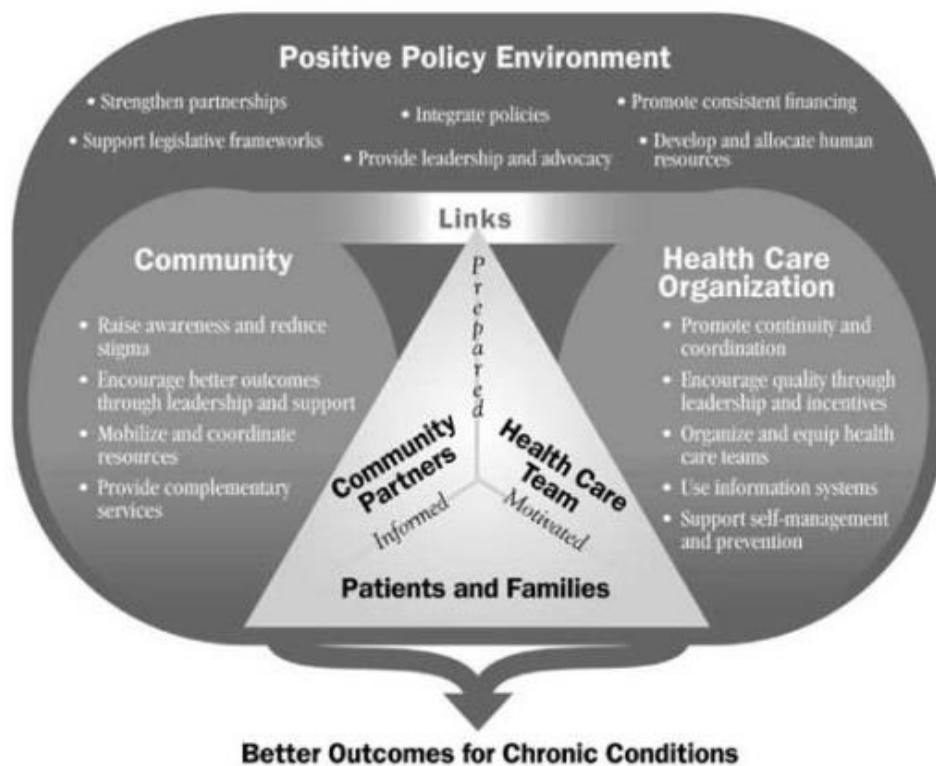 Positive Policy Environment
• Strengthen partnerships
• Support legislative frameworks
• Integrate policies
• Provide leadership and advocacy
• Promote consistent financing
• Develop and allocate human
resources
Links
Community
• Raise awareness and reduce
stigma
• Encourage better outcomes
through leadership and support
• Mobilize and coordinate
resources
• Provide complementary
services
Prepared
Community
Partners
Informed
Health Care
Team
Motivated
Patients and Families
Health Care
Organization
• Promote continuity and
coordination
• Encourage quality through
leadership and incentives
• Organize and equip health
care teams
• Use information systems
• Support self-management
and prevention
Better Outcomes for Chronic Conditions